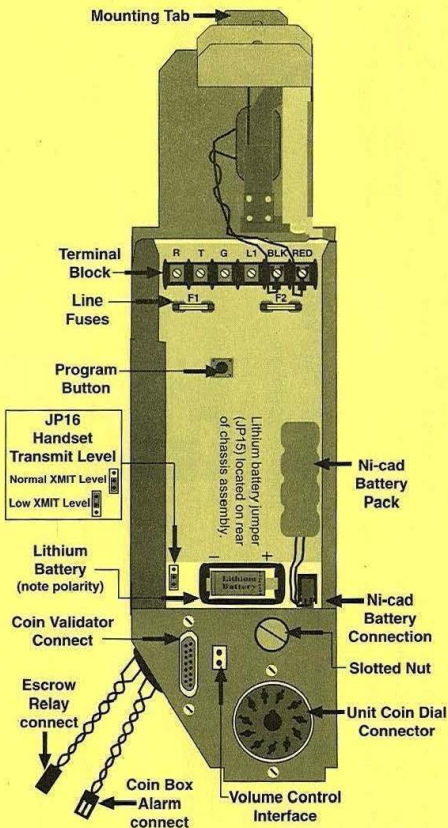 Mounting Tab
R T G L1 BLK RED
Terminal
Block
F1 F2
Line
Fuses
Program
Button
JP16
Handset
Transmit Level
Normal XMIT Level
Low XMIT Level
Lithium battery jumper
(JP15) located on rear
of chassis assembly.
Ni-cad
Battery
Pack
Lithium
Battery
(note polarity)
− +
Lithium
Battery
Ni-cad
Battery
Connection
Coin Validator
Connect
Slotted Nut
Escrow
Relay
connect
Unit Coin Dial
Connector
Coin Box
Alarm
connect
Volume Control
Interface